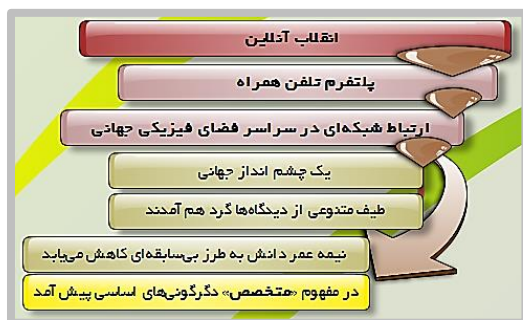 انقلاب آنلاین
پلتفرم تلفن همراه
ارتباط شبکه‌ای در سراسر فضای فیزیکی جهانی
یک چشم انداز جهانی
طیف متنوعی از دیدگاه‌ها گرد هم آمدند
نیمه عمر دانش به طرز بی‌سابقه‌ای کاهش می‌یابد
در مفهوم «متخصص» دگرگونی‌های اساسی پیش آمد